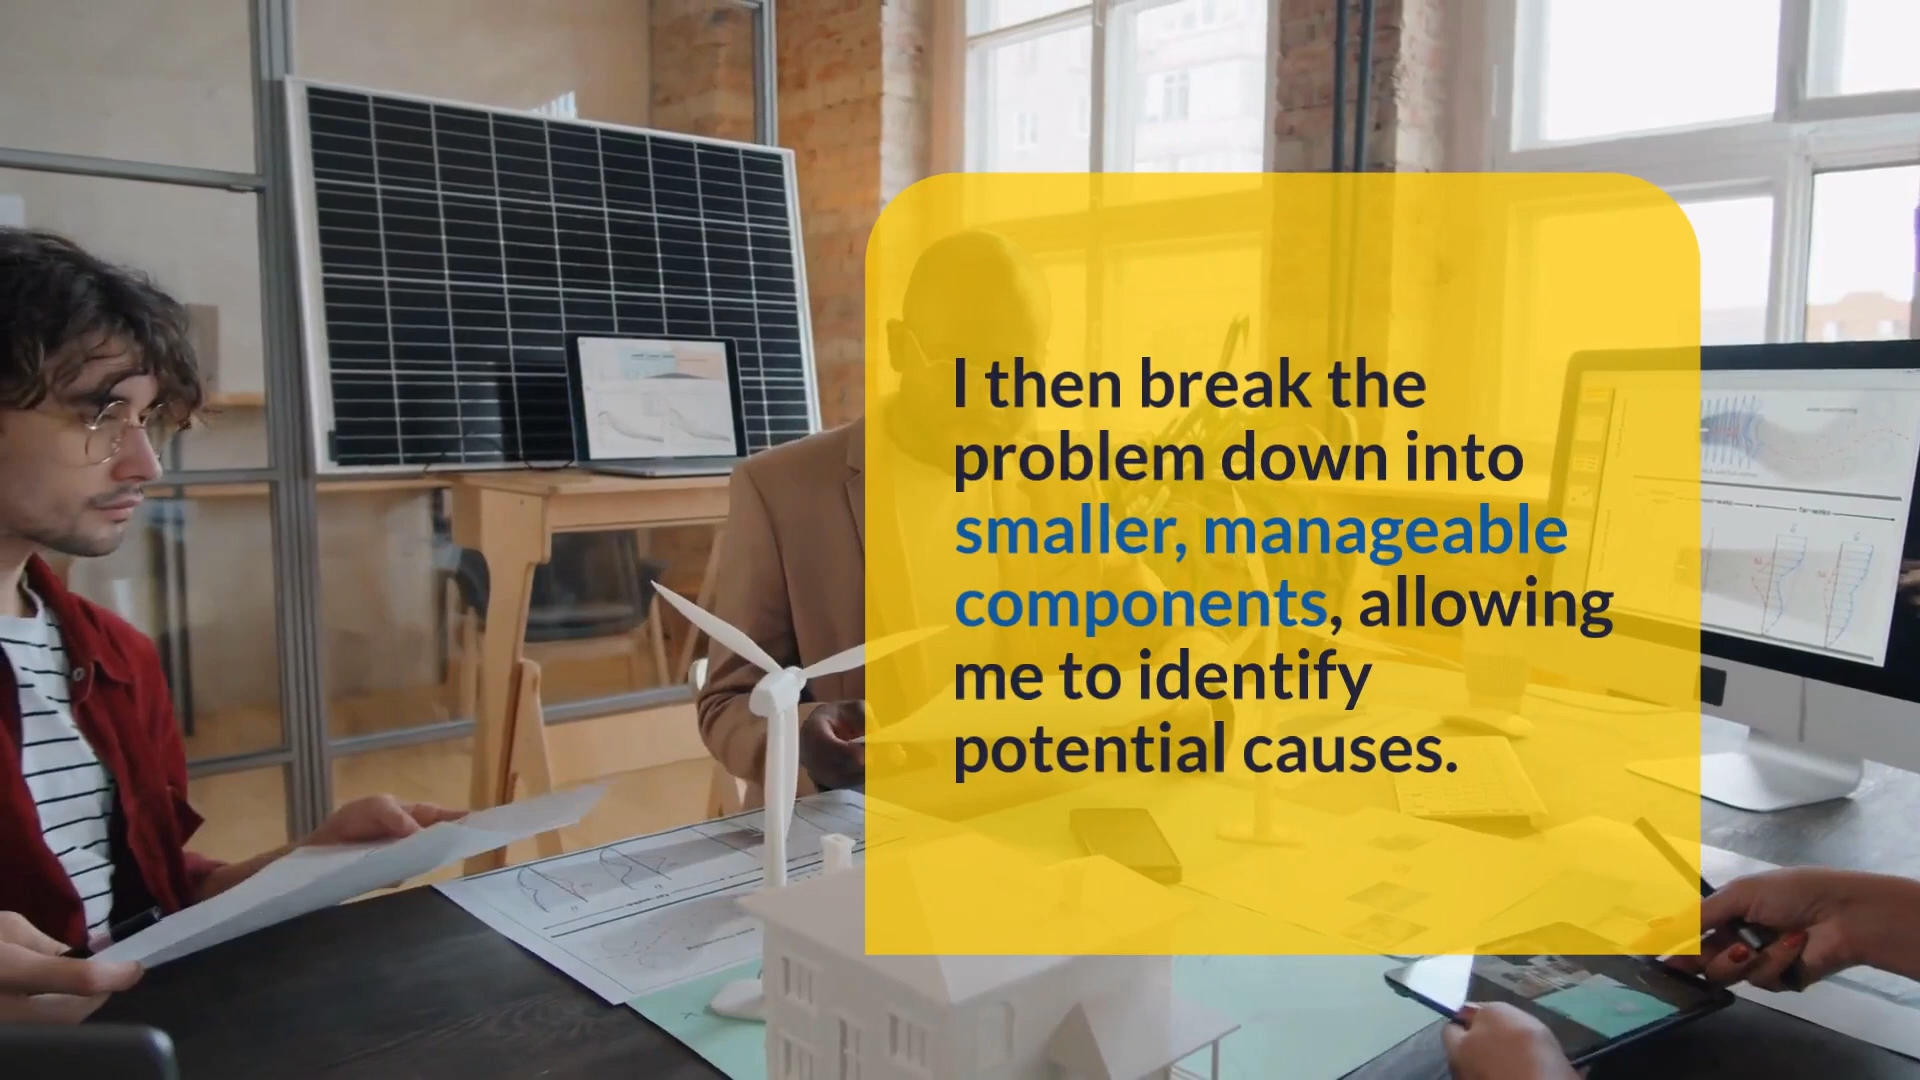 I then break the
problem down into
smaller, manageable
components, allowing
me to identify
potential causes.